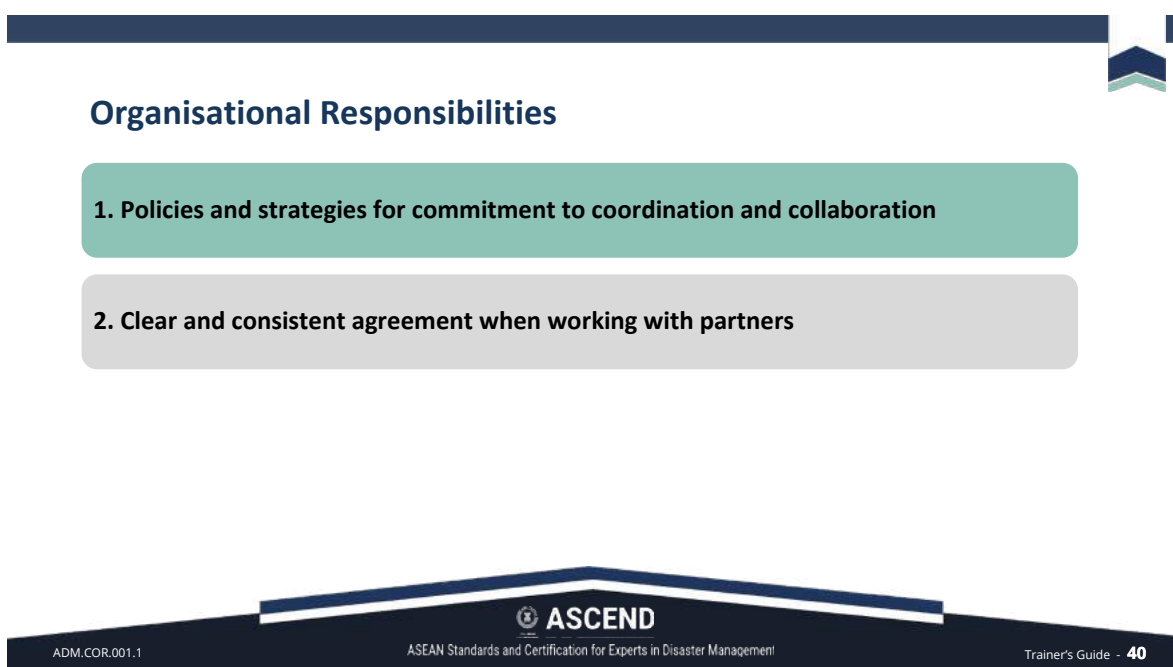 Organisational Responsibilities
1. Policies and strategies for commitment to coordination and collaboration
2. Clear and consistent agreement when working with partners
ASCEND
ASEAN Standards and Certification for Experts in Disaster Management
ADM.COR.001.1
Trainer's Guide - 40